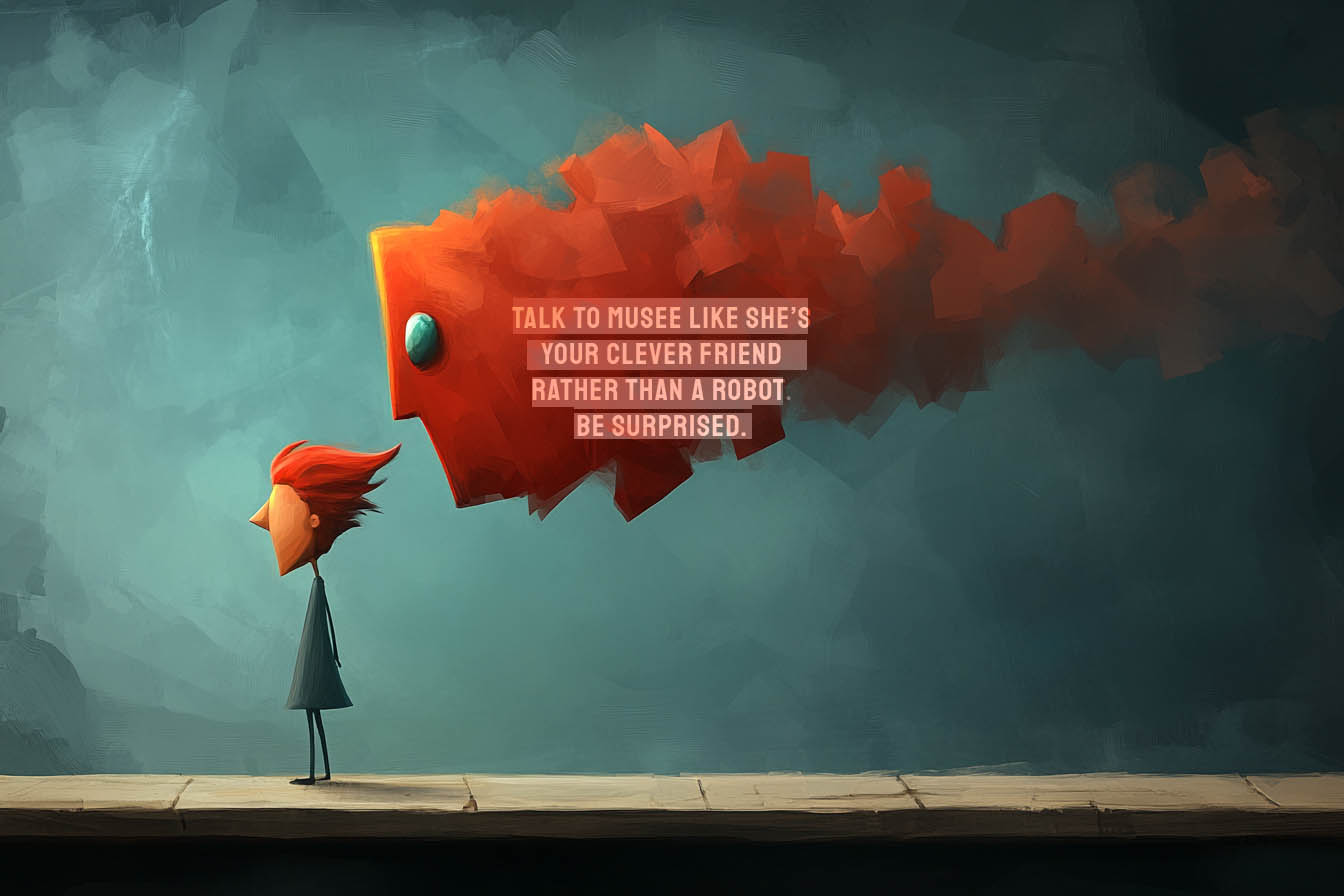 TALK TO MUSEE LIKE SHE’S
YOUR CLEVER FRIEND
RATHER THAN A ROBOT.
BE SURPRISED.